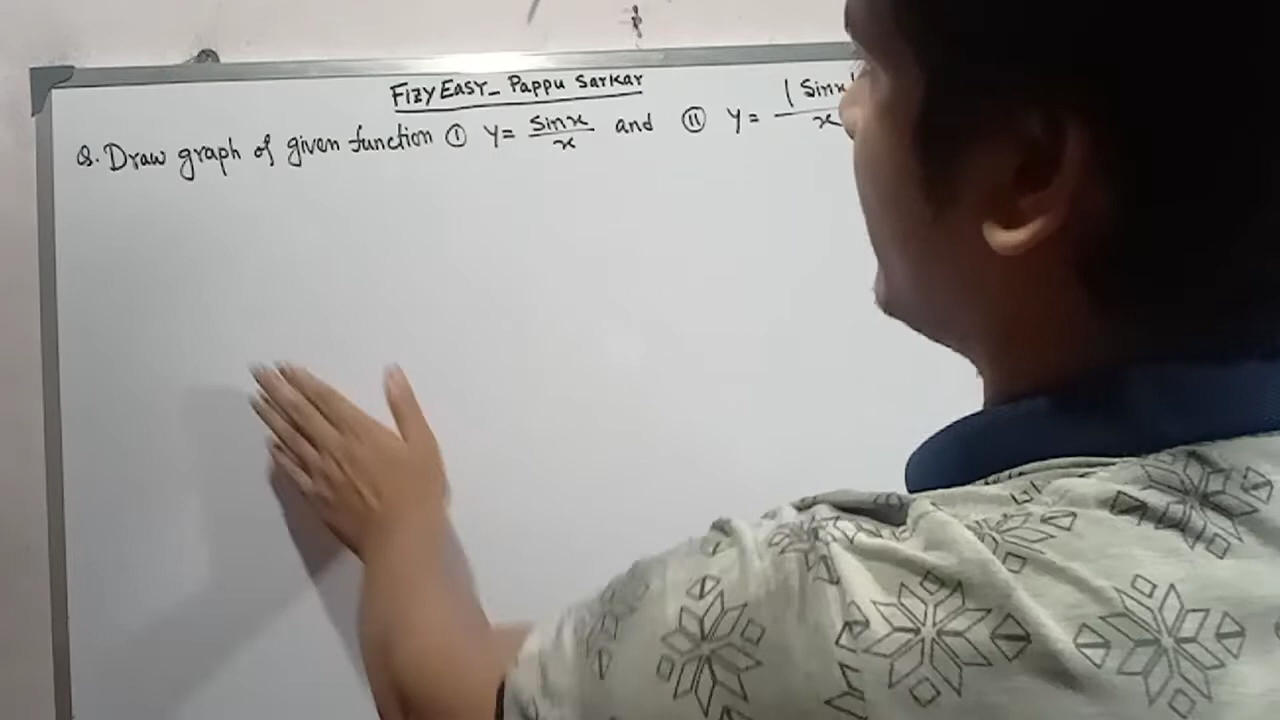 FizyEasy_ Pappu Sarkar
Q. Draw graph of given function ① y= sinx/x and ⑪ y= |sinx|/x